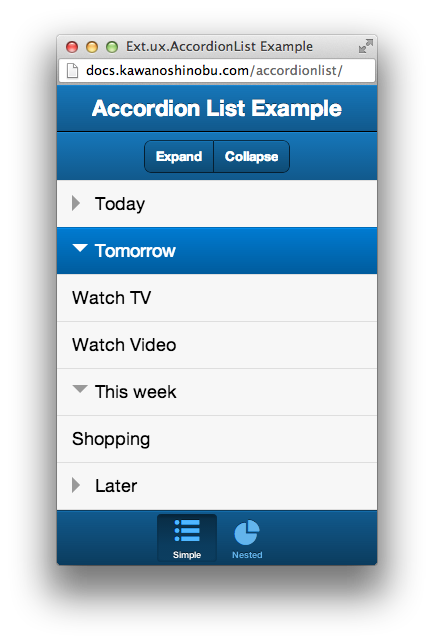 Ext.ux.AccordionList Example
docs.kawanoshinobu.com/accordionlist/
Accordion List Example
Expand Collapse
Today
Tomorrow
Watch TV
Watch Video
This week
Shopping
Later
Simple Nested